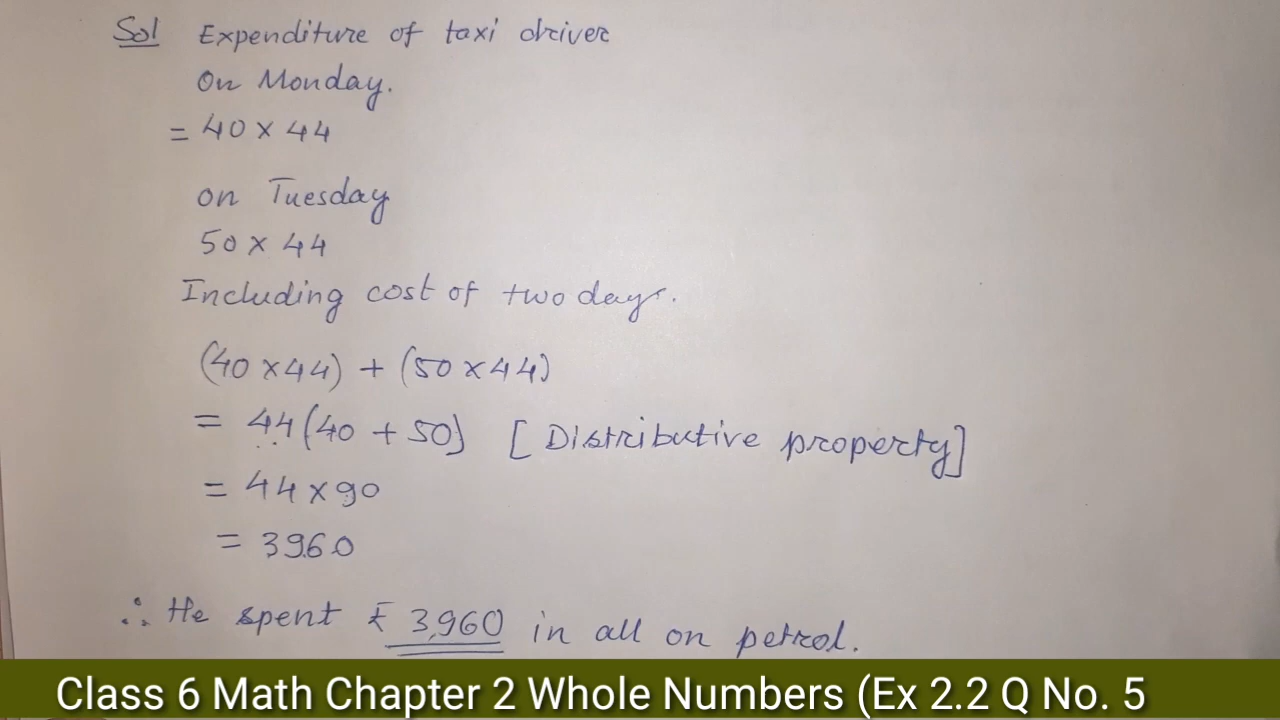 Sol Expenditure of taxi driver
On Monday.
= 40 × 44
on Tuesday
50 × 44
Including cost of two days.
(40 × 44) + (50 × 44)
= 44(40 + 50) [Distributive property]
= 44 × 90
= 3960
∴ He spent ₹ 3,960 in all on petrol.
Class 6 Math Chapter 2 Whole Numbers (Ex 2.2 Q No. 5